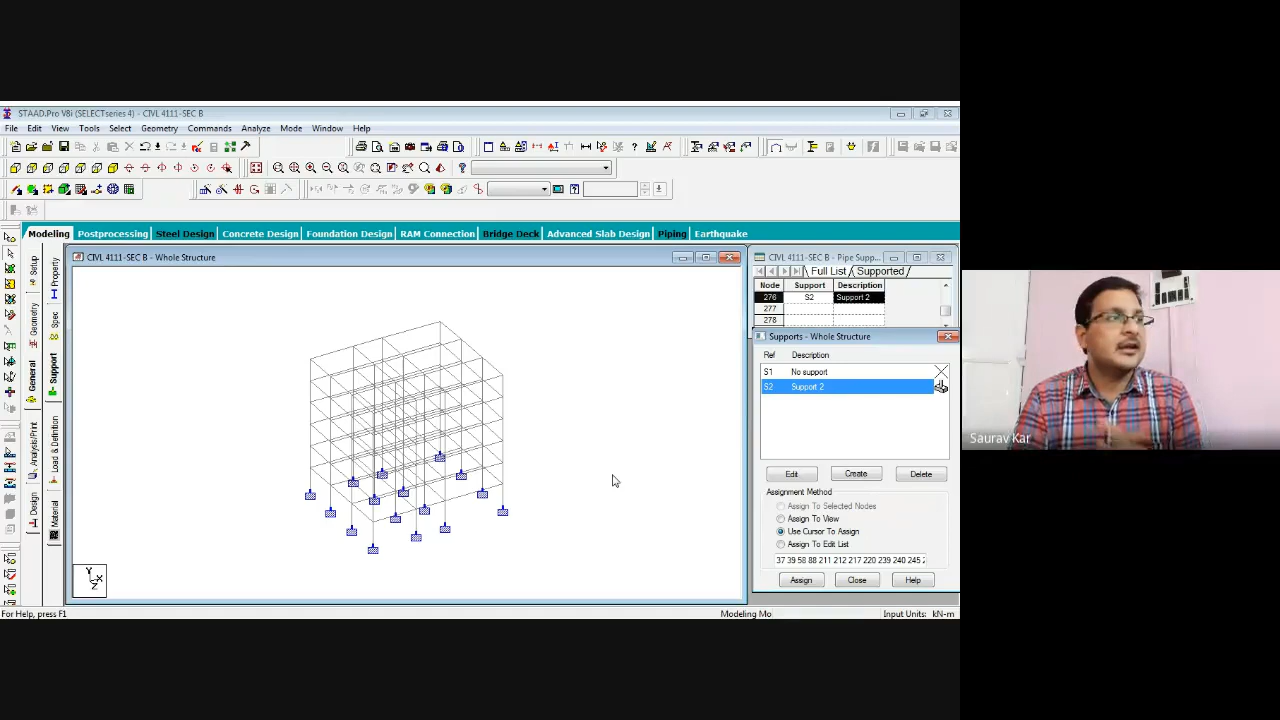 STAAD.Pro V8i (SELECTseries 4) - CIVL 4111-SEC B
File Edit View Tools Select Geometry Commands Analyze Mode Window Help
Modeling Postprocessing Steel Design Concrete Design Foundation Design RAM Connection Bridge Deck Advanced Slab Design Piping Earthquake
CIVL 4111-SEC B - Whole Structure
Setup
Geometry
General
Analysis/Print
Design
Property
Spec
Support
Load & Definition
Material
Y
X
Z
CIVL 4111-SEC B - Pipe Supp...
Full List Supported
Node Support Description
276 S2 Support 2
277
278
Supports - Whole Structure
Ref Description
S1 No support
S2 Support 2
Edit Create Delete
Assignment Method
Assign To Selected Nodes
Assign To View
Use Cursor To Assign
Assign To Edit List
37 39 58 88 211 212 217 220 239 240 245
Assign Close Help
For Help, press F1
Modeling Mo
Input Units: kN-m
Saurav Kar